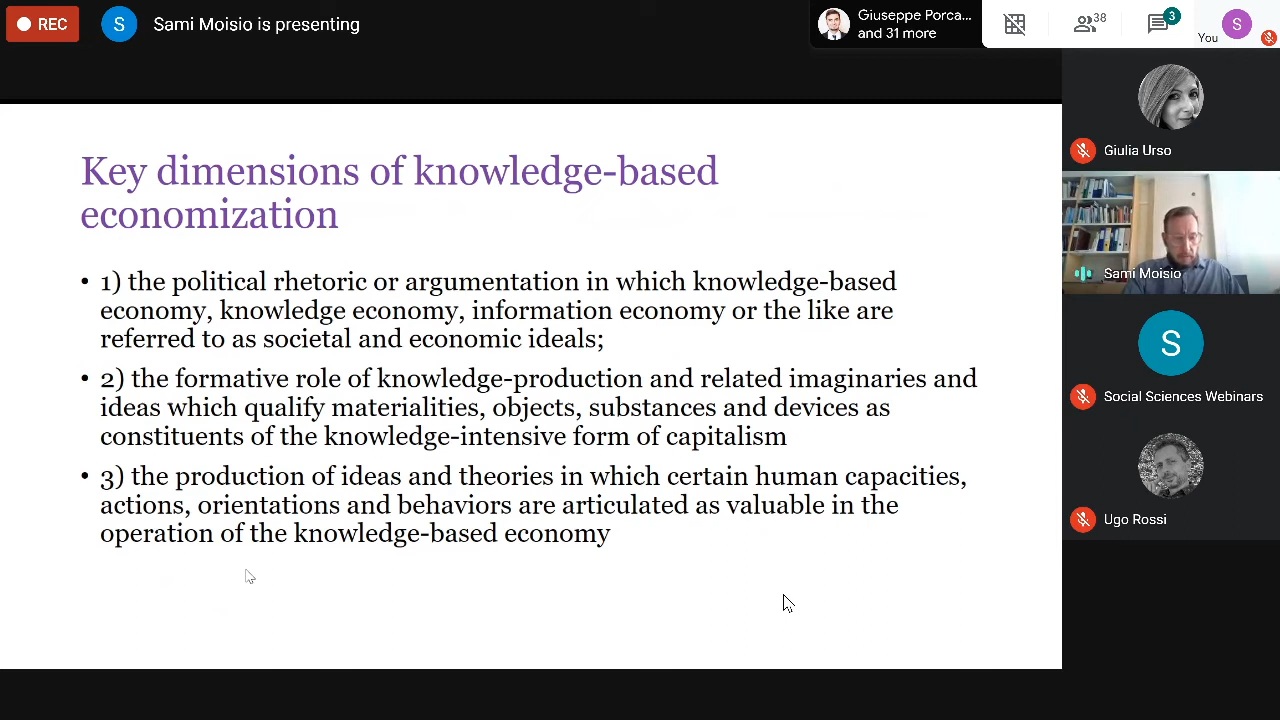 REC
S
Sami Moisio is presenting
Giuseppe Porca...
and 31 more
38
3
You
S
Key dimensions of knowledge-based
economization
• 1) the political rhetoric or argumentation in which knowledge-based
economy, knowledge economy, information economy or the like are
referred to as societal and economic ideals;
• 2) the formative role of knowledge-production and related imaginaries and
ideas which qualify materialities, objects, substances and devices as
constituents of the knowledge-intensive form of capitalism
• 3) the production of ideas and theories in which certain human capacities,
actions, orientations and behaviors are articulated as valuable in the
operation of the knowledge-based economy
Giulia Urso
Sami Moisio
S
Social Sciences Webinars
Ugo Rossi